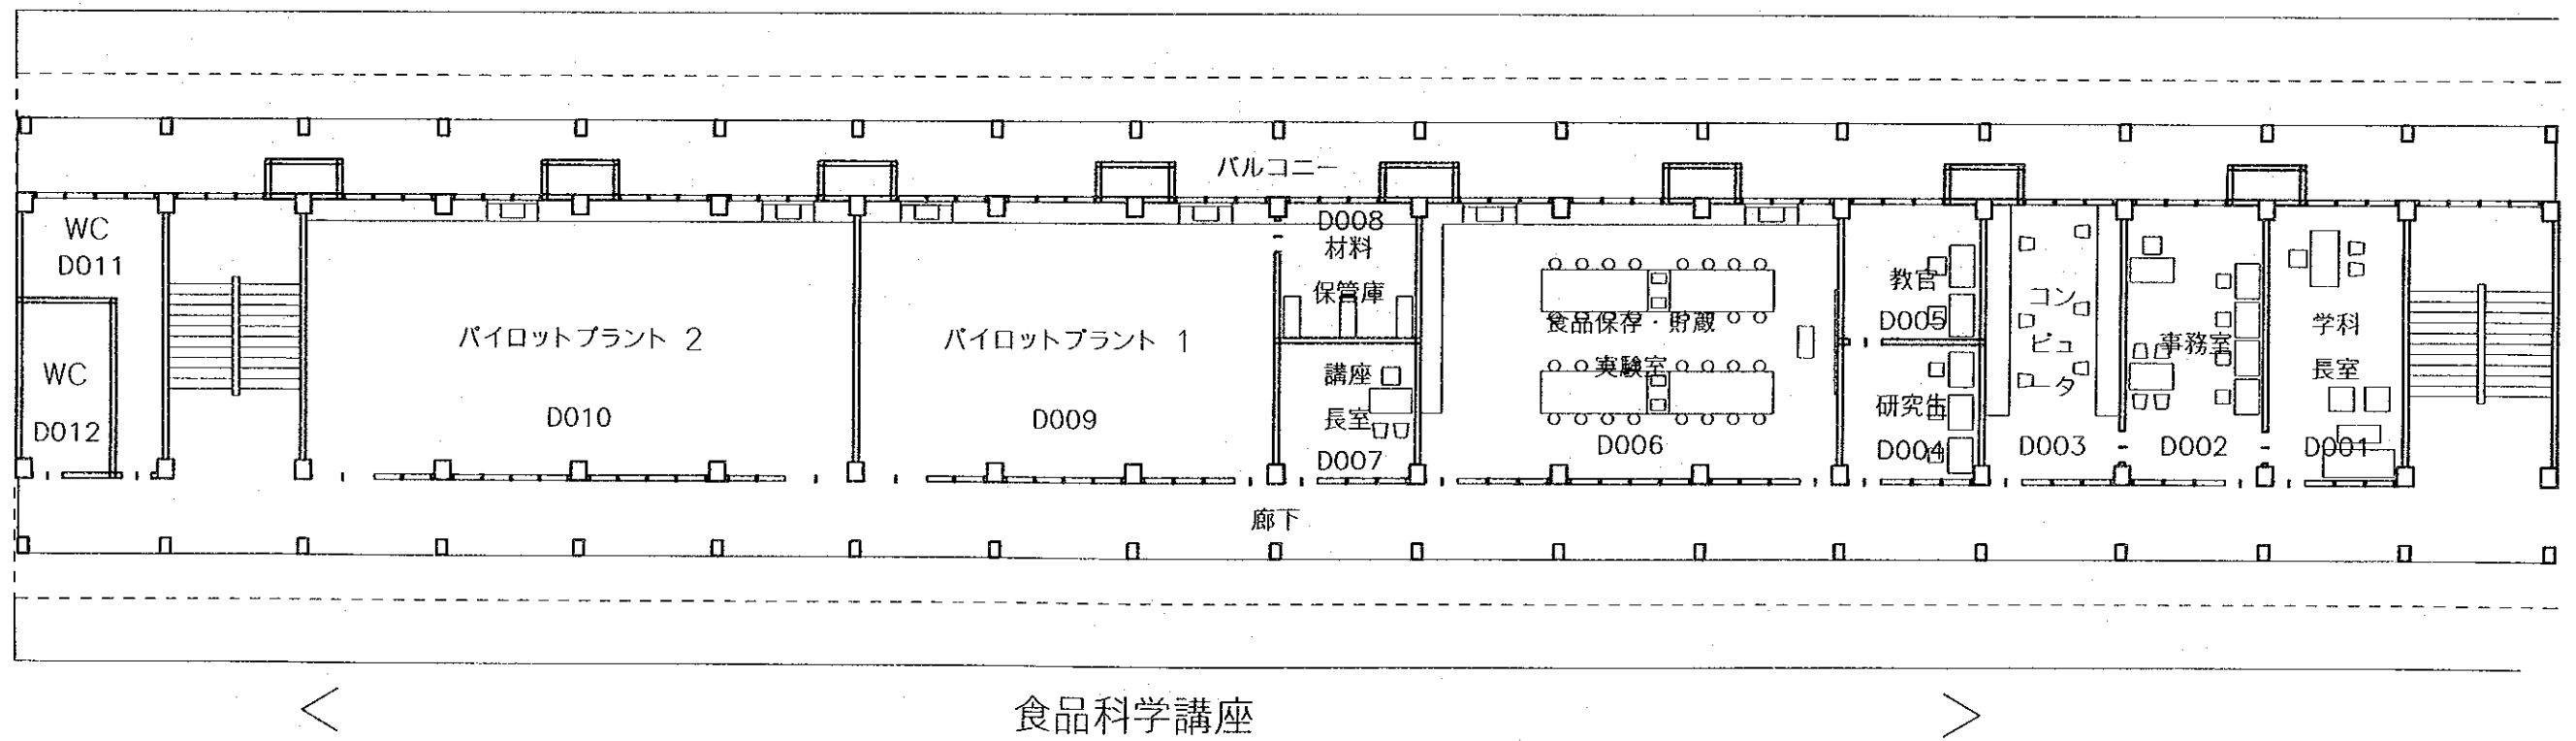 バルコニー
WC
D011
WC
D012
パイロットプラント 2
D010
パイロットプラント 1
D009
D008
材料
保管庫
講座
長室
D007
食品保存・貯蔵
実験室
D006
教官
D005
研究生
D004
コン
ピュ
ータ
D003
事務室
D002
学科
長室
D001
廊下
< 食品科学講座 >